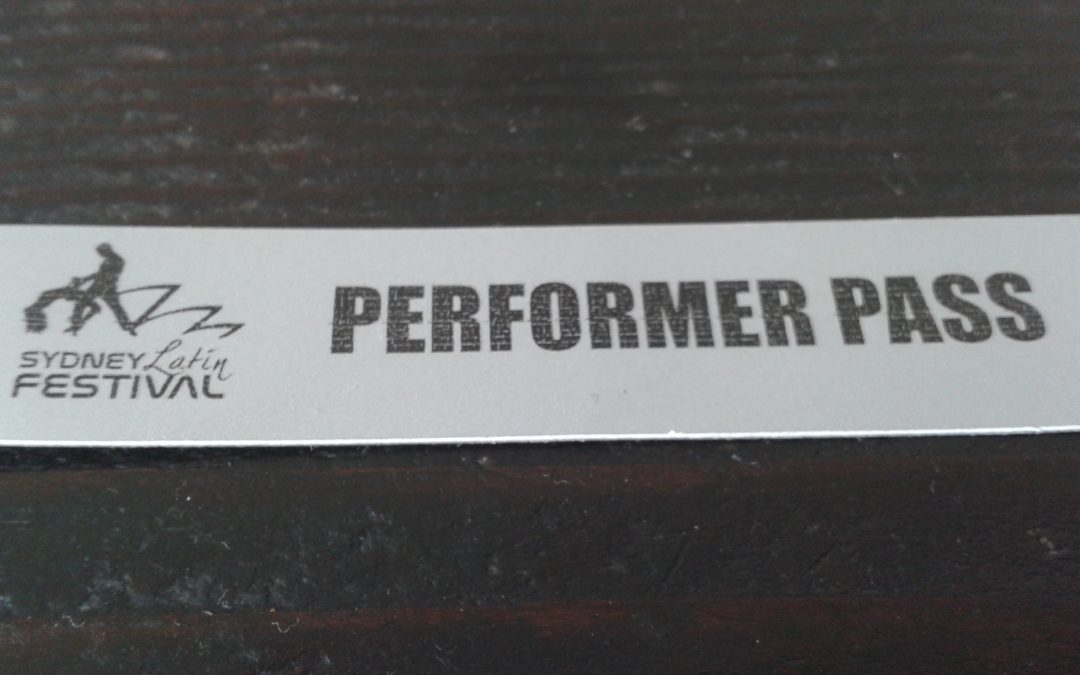 SYDNEY Latin
FESTIVAL
PERFORMER PASS